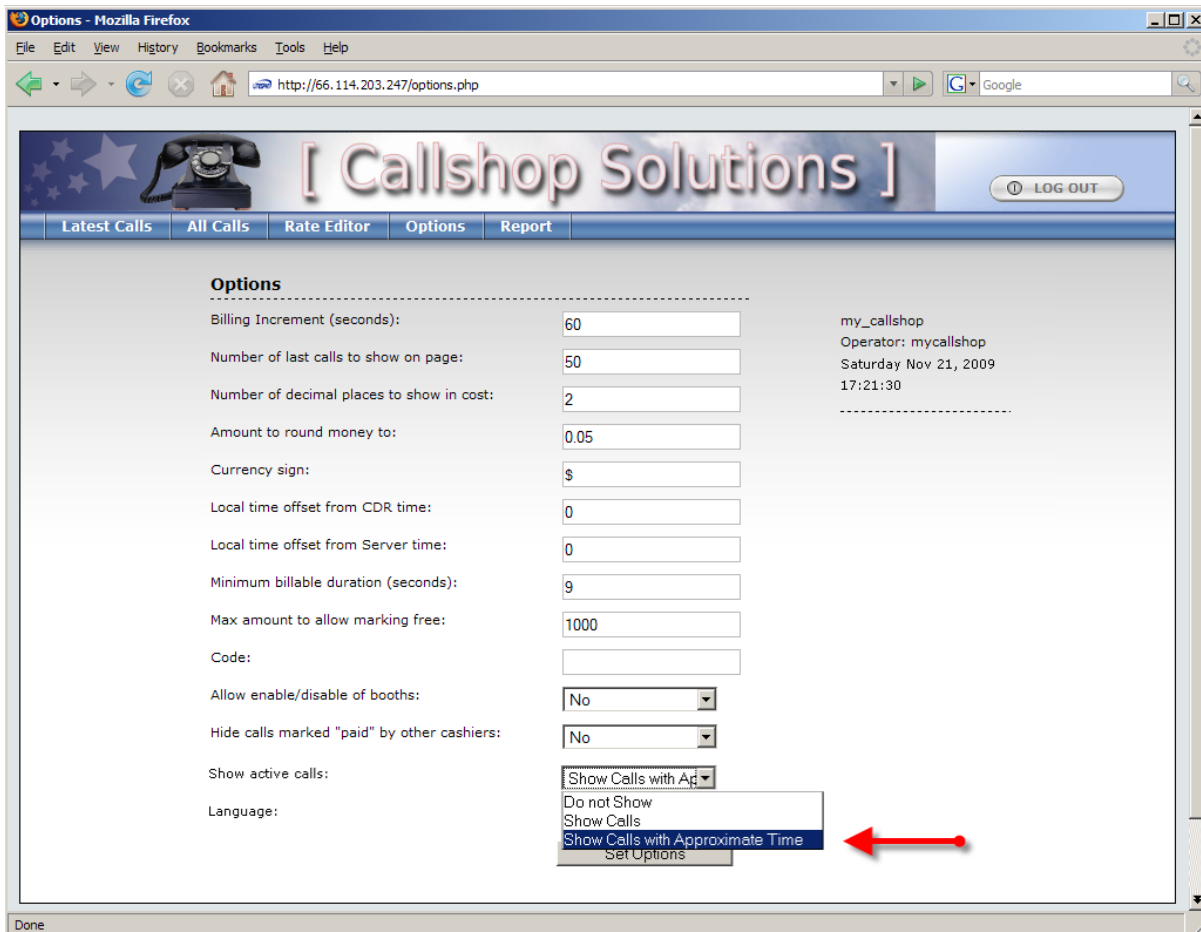 Options - Mozilla Firefox
File Edit View History Bookmarks Tools Help
http://66.114.203.247/options.php
G Google
[ Callshop Solutions ]
LOG OUT
Latest Calls All Calls Rate Editor Options Report
Options
Billing Increment (seconds): 60
my_callshop
Operator: mycallshop
Saturday Nov 21, 2009
17:21:30
Number of last calls to show on page: 50
Number of decimal places to show in cost: 2
Amount to round money to: 0.05
Currency sign: $
Local time offset from CDR time: 0
Local time offset from Server time: 0
Minimum billable duration (seconds): 9
Max amount to allow marking free: 1000
Code:
Allow enable/disable of booths: No
Hide calls marked "paid" by other cashiers: No
Show active calls: Show Calls with Ap
Do not Show
Language:
Show Calls
Show Calls with Approximate Time
Set Options
Done